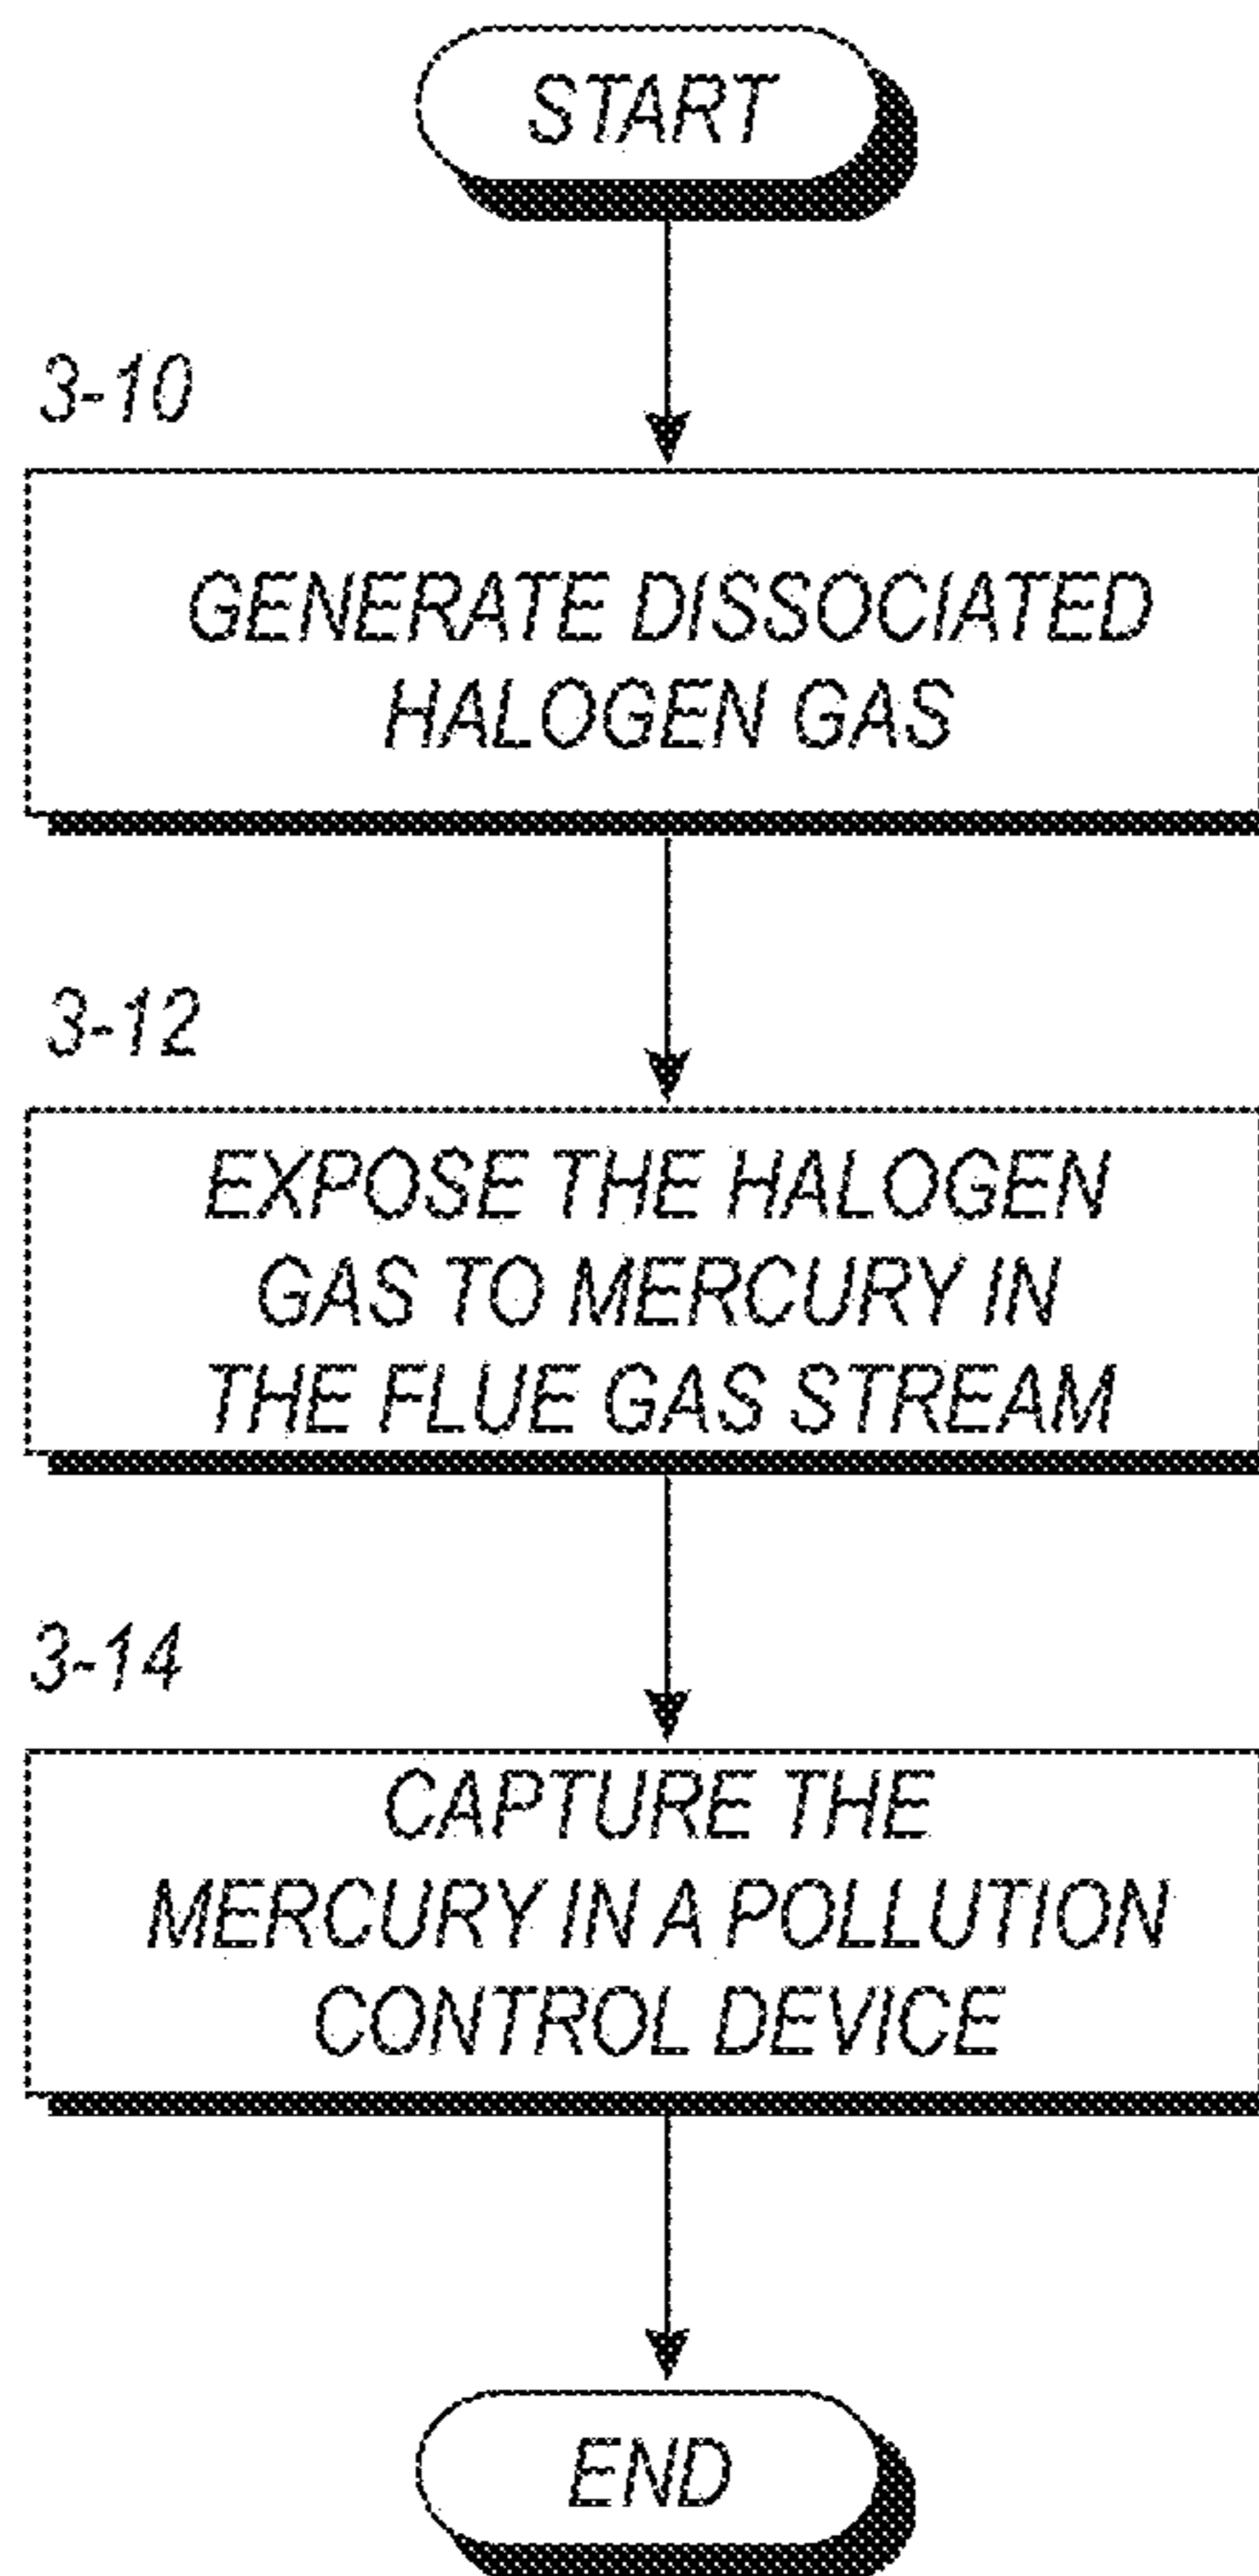 START
3-10
GENERATE DISSOCIATED
HALOGEN GAS
3-12
EXPOSE THE HALOGEN
GAS TO MERCURY IN
THE FLUE GAS STREAM
3-14
CAPTURE THE
MERCURY IN A POLLUTION
CONTROL DEVICE
END